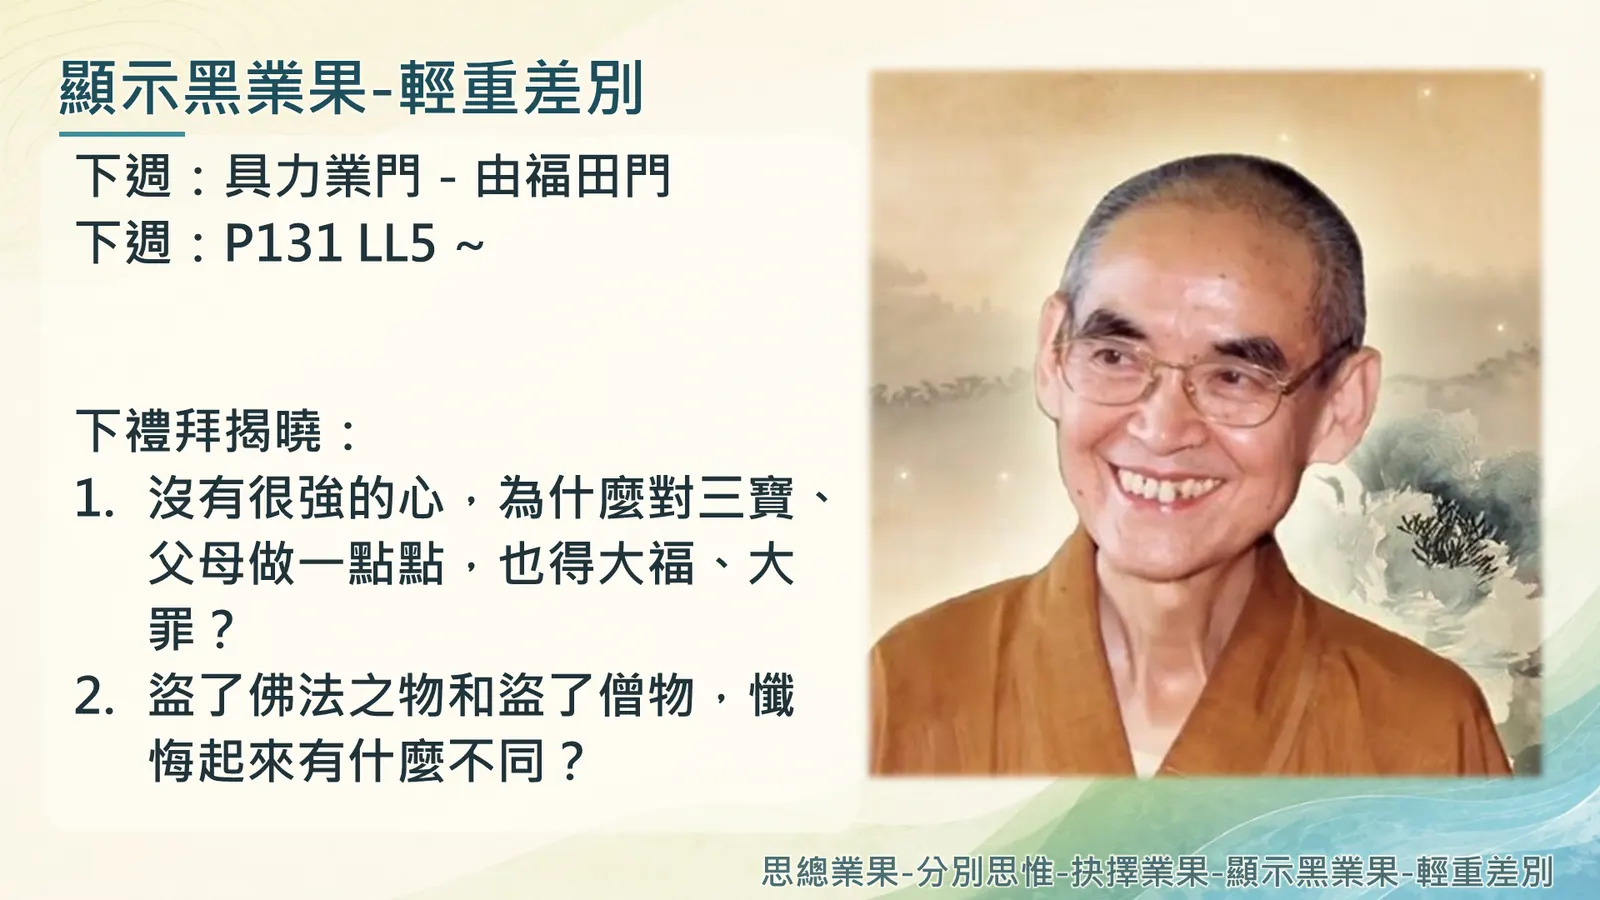 顯示黑業果-輕重差別
下週：具力業門 - 由福田門
下週：P131 LL5 ~
下禮拜揭曉：
1. 沒有很強的心，為什麼對三寶、
父母做一點點，也得大福、大
罪？
2. 盜了佛法之物和盜了僧物，懺
悔起來有什麼不同？
思總業果-分別思惟-抉擇業果-顯示黑業果-輕重差別